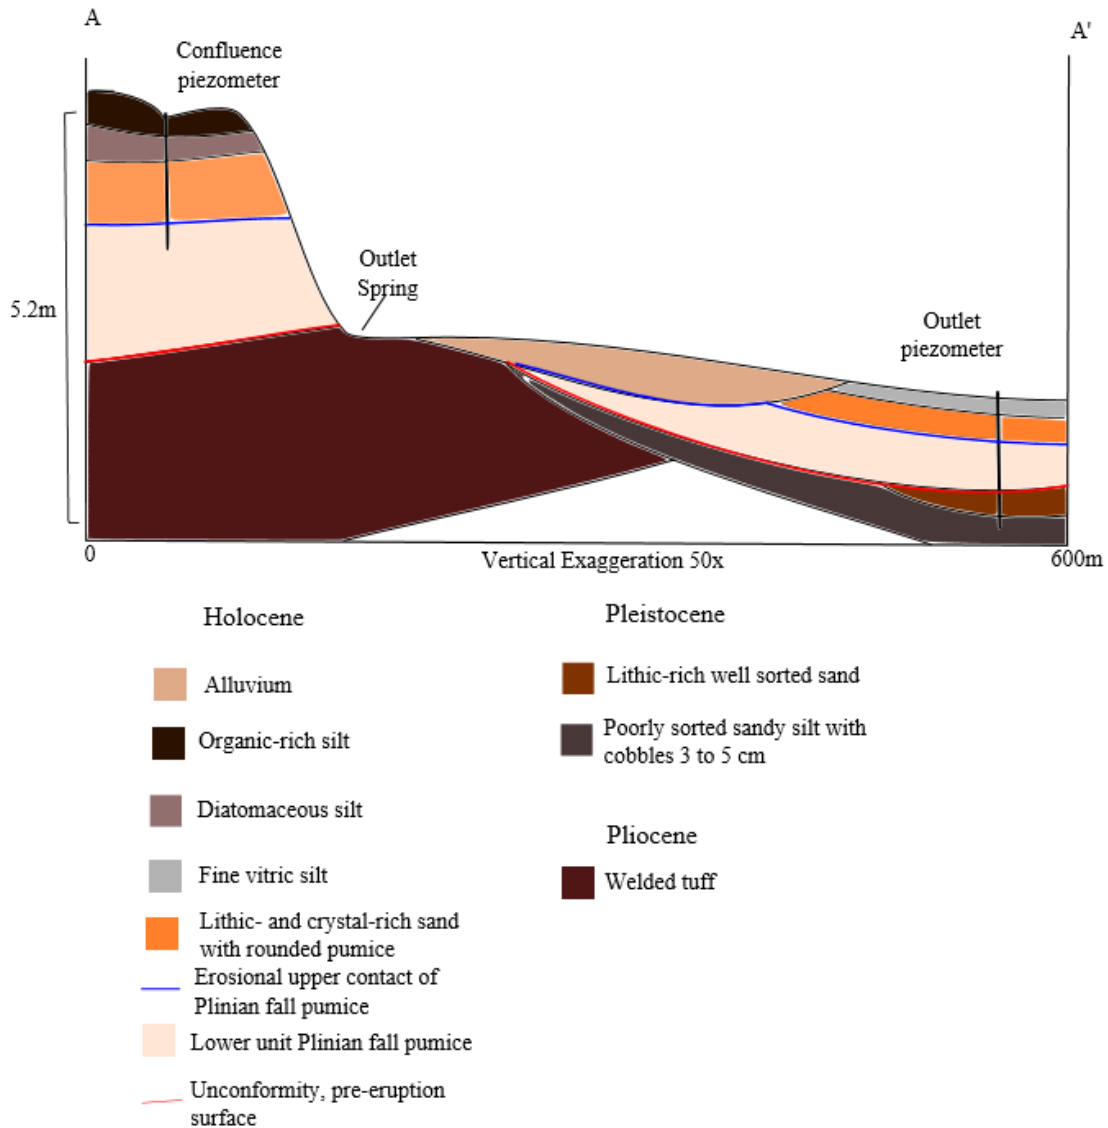 A
A'
Confluence
piezometer
Outlet
Spring
5.2m
Outlet
piezometer
0
Vertical Exaggeration 50x
600m
Holocene
Alluvium
Organic-rich silt
Diatomaceous silt
Fine vitric silt
Lithic- and crystal-rich sand
with rounded pumice
Erosional upper contact of
Plinian fall pumice
Lower unit Plinian fall pumice
Unconformity, pre-eruption
surface
Pleistocene
Lithic-rich well sorted sand
Poorly sorted sandy silt with
cobbles 3 to 5 cm
Pliocene
Welded tuff